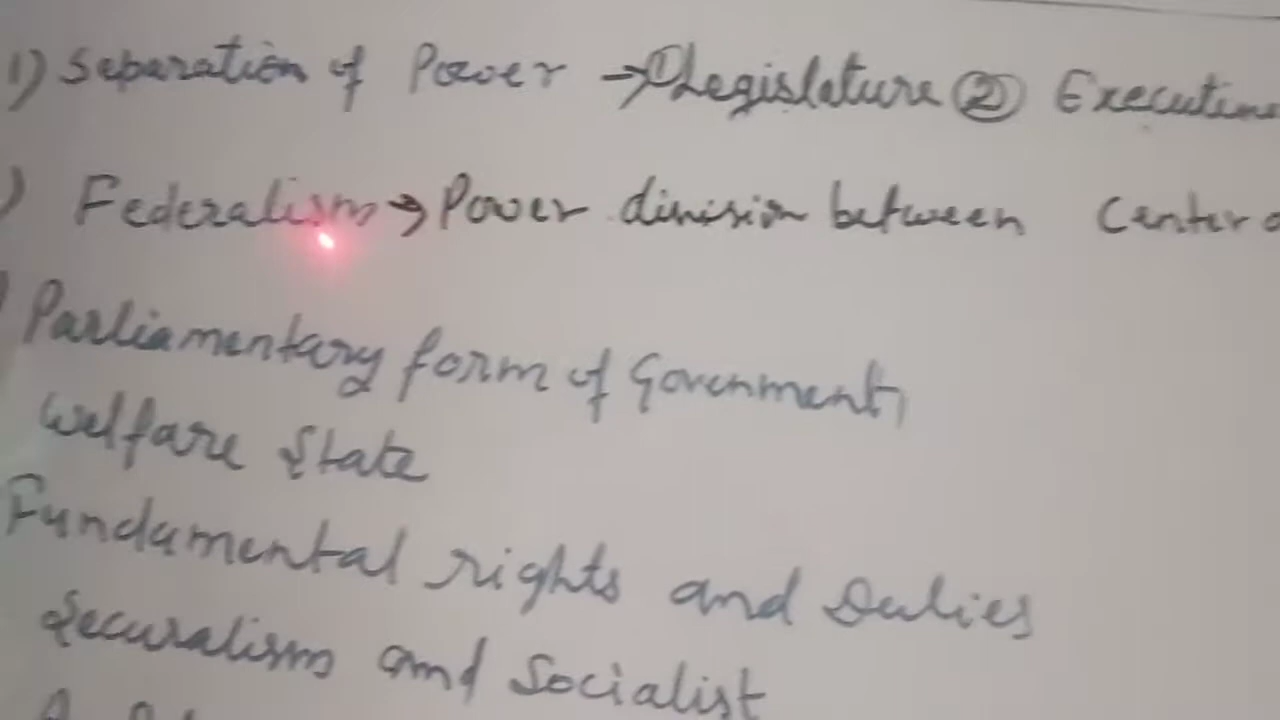 1) Separation of Power → ① Legislature ② Executive
) Federalism → Power division between Center
Parliamentary form of Government,
Welfare State
Fundamental rights and Duties
Securalism and Socialist